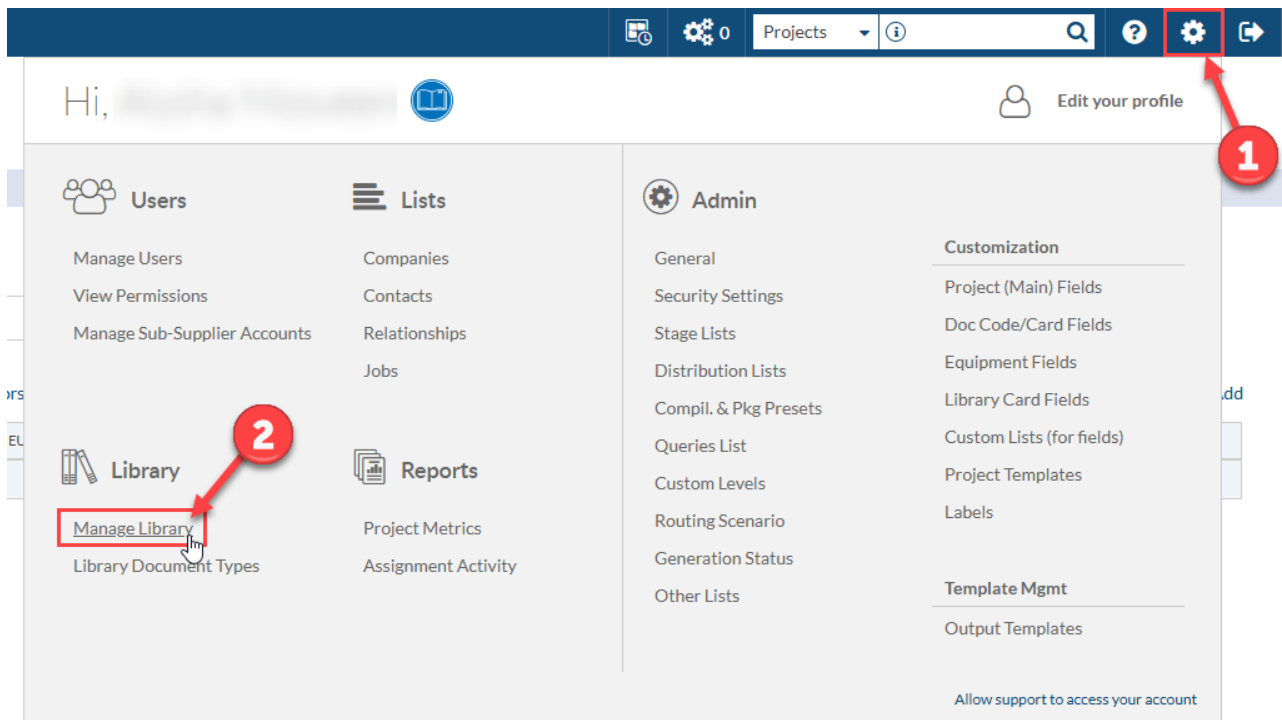 0
Projects
Hi,
Edit your profile
1
Users
Manage Users
View Permissions
Manage Sub-Supplier Accounts
Lists
Companies
Contacts
Relationships
Jobs
Admin
General
Security Settings
Stage Lists
Distribution Lists
Compil. & Pkg Presets
Queries List
Custom Levels
Routing Scenario
Generation Status
Other Lists
Customization
Project (Main) Fields
Doc Code/Card Fields
Equipment Fields
Library Card Fields
Custom Lists (for fields)
Project Templates
Labels
Template Mgmt
Output Templates
2
Library
Manage Library
Library Document Types
Reports
Project Metrics
Assignment Activity
Allow support to access your account